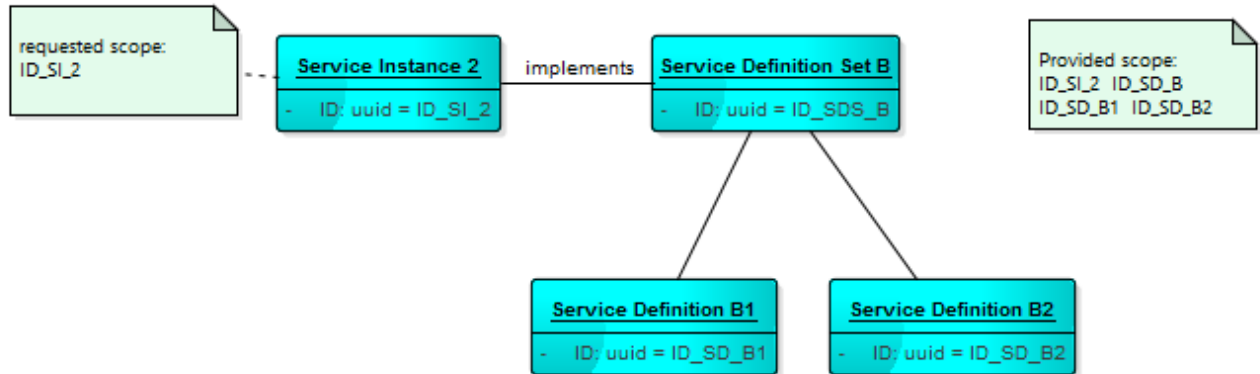 requested scope:
ID_SI_2
Service Instance 2
- ID: uuid = ID_SI_2
implements
Service Definition Set B
- ID: uuid = ID_SDS_B
Provided scope:
ID_SI_2 ID_SD_B
ID_SD_B1 ID_SD_B2
Service Definition B1
- ID: uuid = ID_SD_B1
Service Definition B2
- ID: uuid = ID_SD_B2